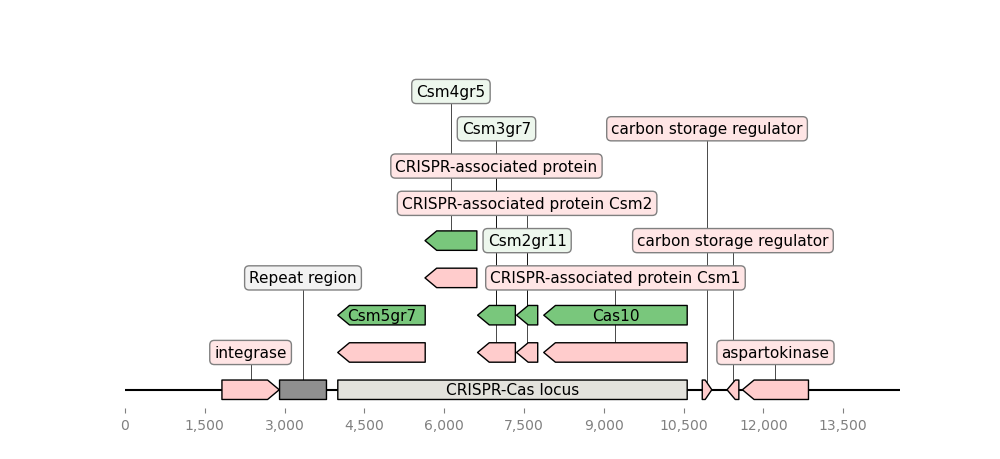 Csm4gr5
Csm3gr7
carbon storage regulator
CRISPR-associated protein
CRISPR-associated protein Csm2
Csm2gr11
carbon storage regulator
Repeat region
CRISPR-associated protein Csm1
Csm5gr7
Cas10
integrase
aspartokinase
CRISPR-Cas locus
0 1,500 3,000 4,500 6,000 7,500 9,000 10,500 12,000 13,500